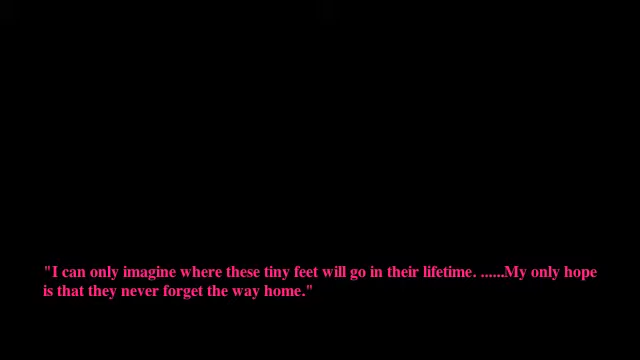 "I can only imagine where these tiny feet will go in their lifetime. ......My only hope
is that they never forget the way home."